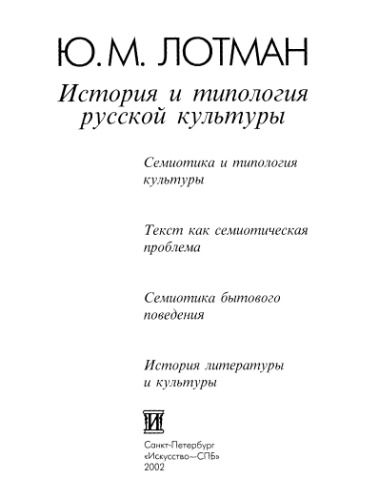 Ю. М. ЛОТМАН
История и типология
русской культуры
Семиотика и типология
культуры
Текст как семиотическая
проблема
Семиотика бытового
поведения
История литературы
и культуры
Санкт-Петербург
«Искусство—СПБ»
2002